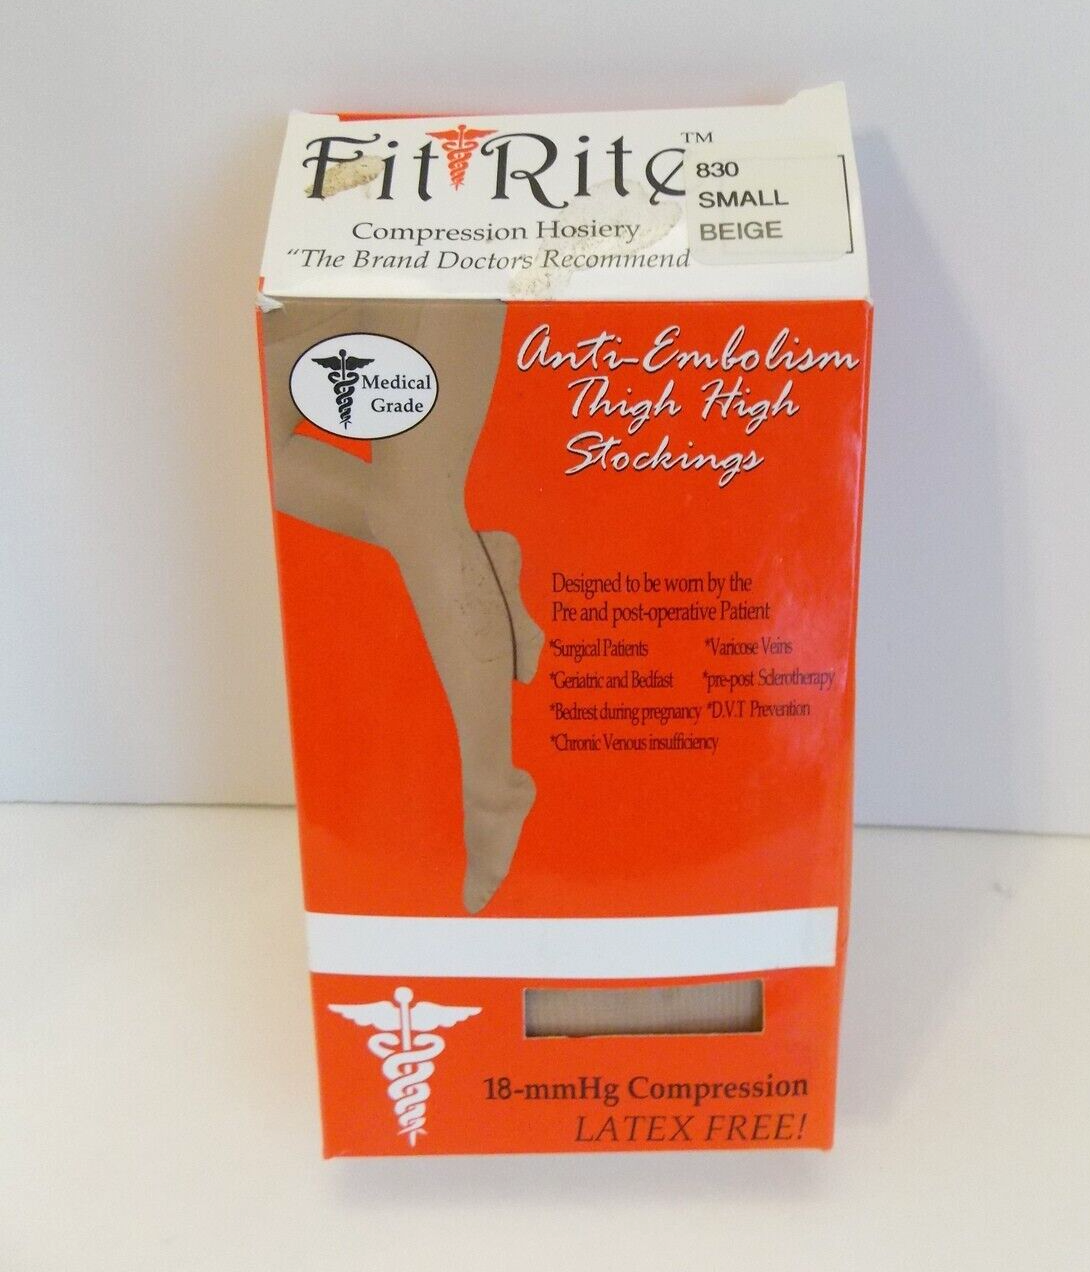 Fit Rite™
830
SMALL
BEIGE
Compression Hosiery
"The Brand Doctors Recommend
Medical
Grade
Anti-Embolism
Thigh High
Stockings
Designed to be worn by the
Pre and post-operative Patient
*Surgical Patients *Varicose Veins
*Geriatric and Bedfast *pre-post Sclerotherapy
*Bedrest during pregnancy *D.V.T Prevention
*Chronic Venous insufficiency
18-mmHg Compression
LATEX FREE!